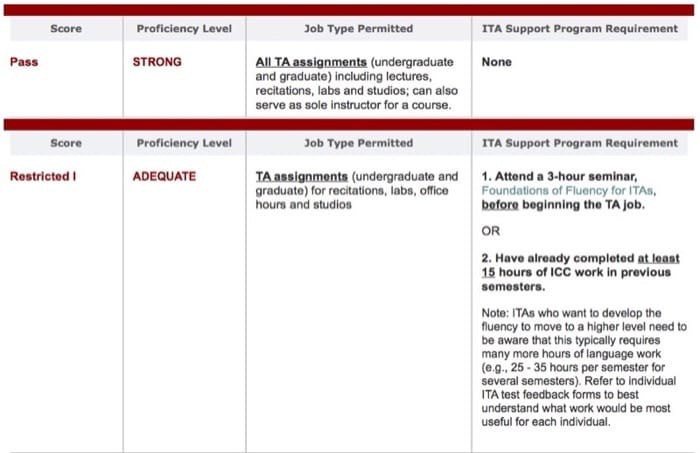 Score Proficiency Level Job Type Permitted ITA Support Program Requirement
Pass STRONG All TA assignments (undergraduate None
and graduate) including lectures,
recitations, labs and studios; can also
serve as sole instructor for a course.
Score Proficiency Level Job Type Permitted ITA Support Program Requirement
Restricted I ADEQUATE TA assignments (undergraduate and
graduate) for recitations, labs, office
hours and studios
1. Attend a 3-hour seminar,
Foundations of Fluency for ITAs,
before beginning the TA job.
OR
2. Have already completed at least
15 hours of ICC work in previous
semesters.
Note: ITAs who want to develop the
fluency to move to a higher level need to
be aware that this typically requires
many more hours of language work
(e.g., 25 - 35 hours per semester for
several semesters). Refer to individual
ITA test feedback forms to best
understand what work would be most
useful for each individual.